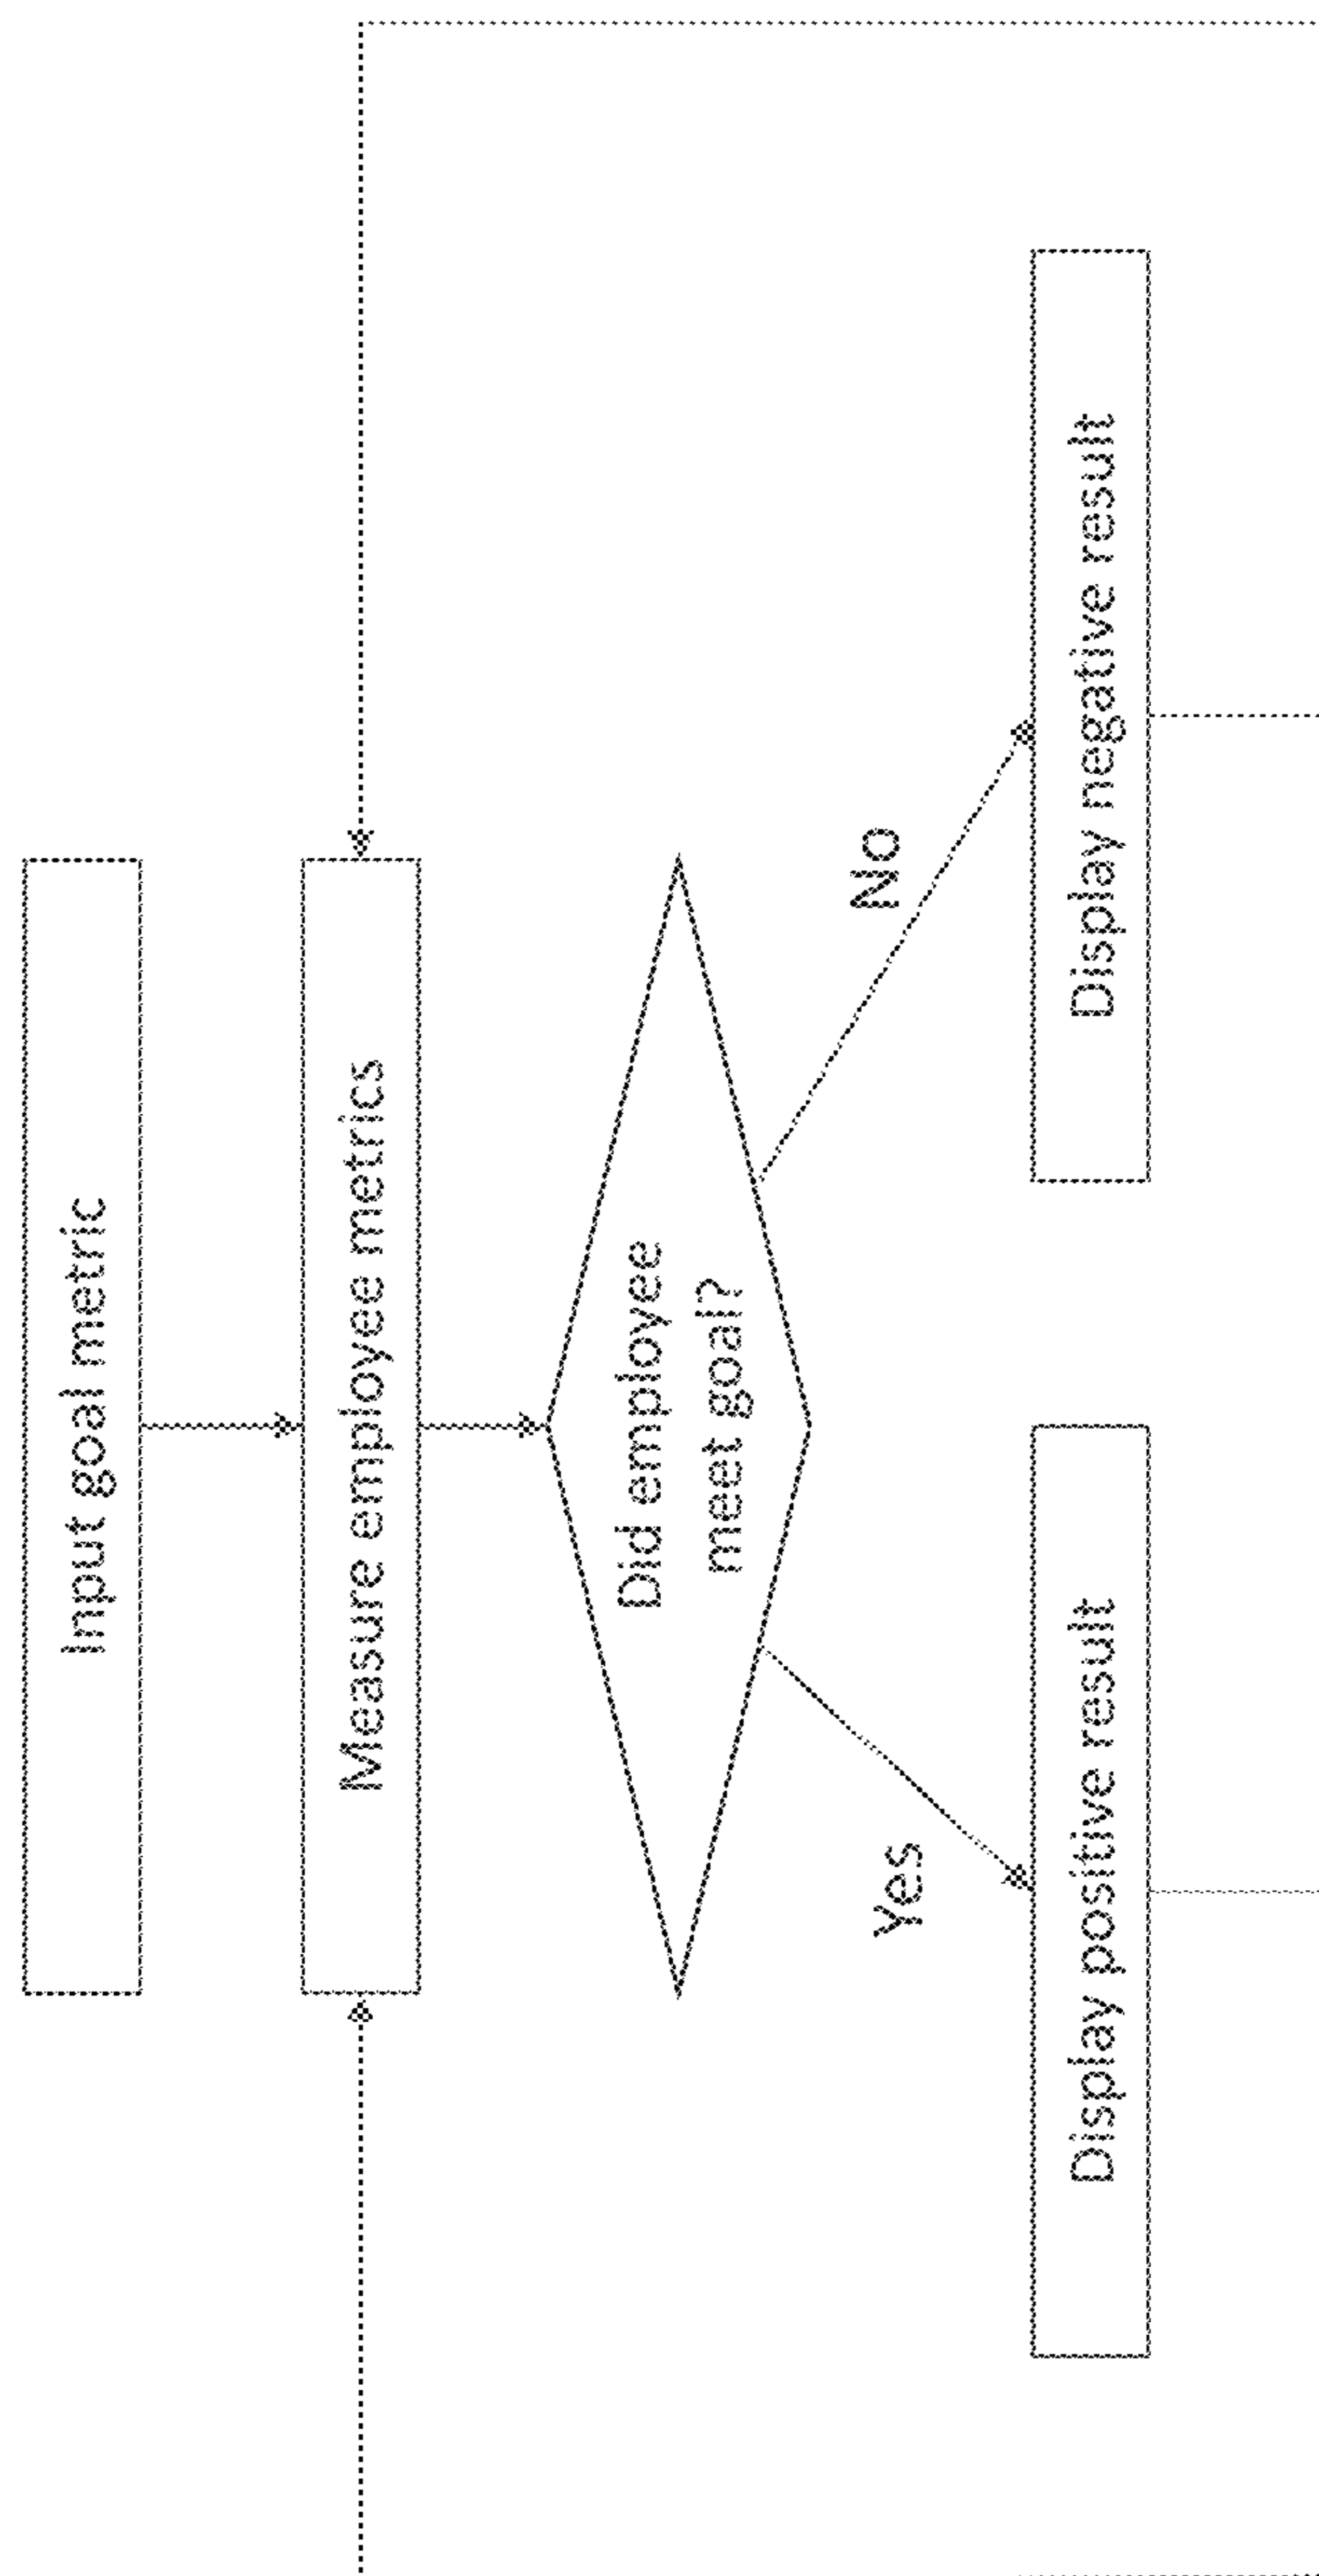 Input goal metric
Measure employee metrics
Did employee
meet goal?
Yes
No
Display positive result
Display negative result